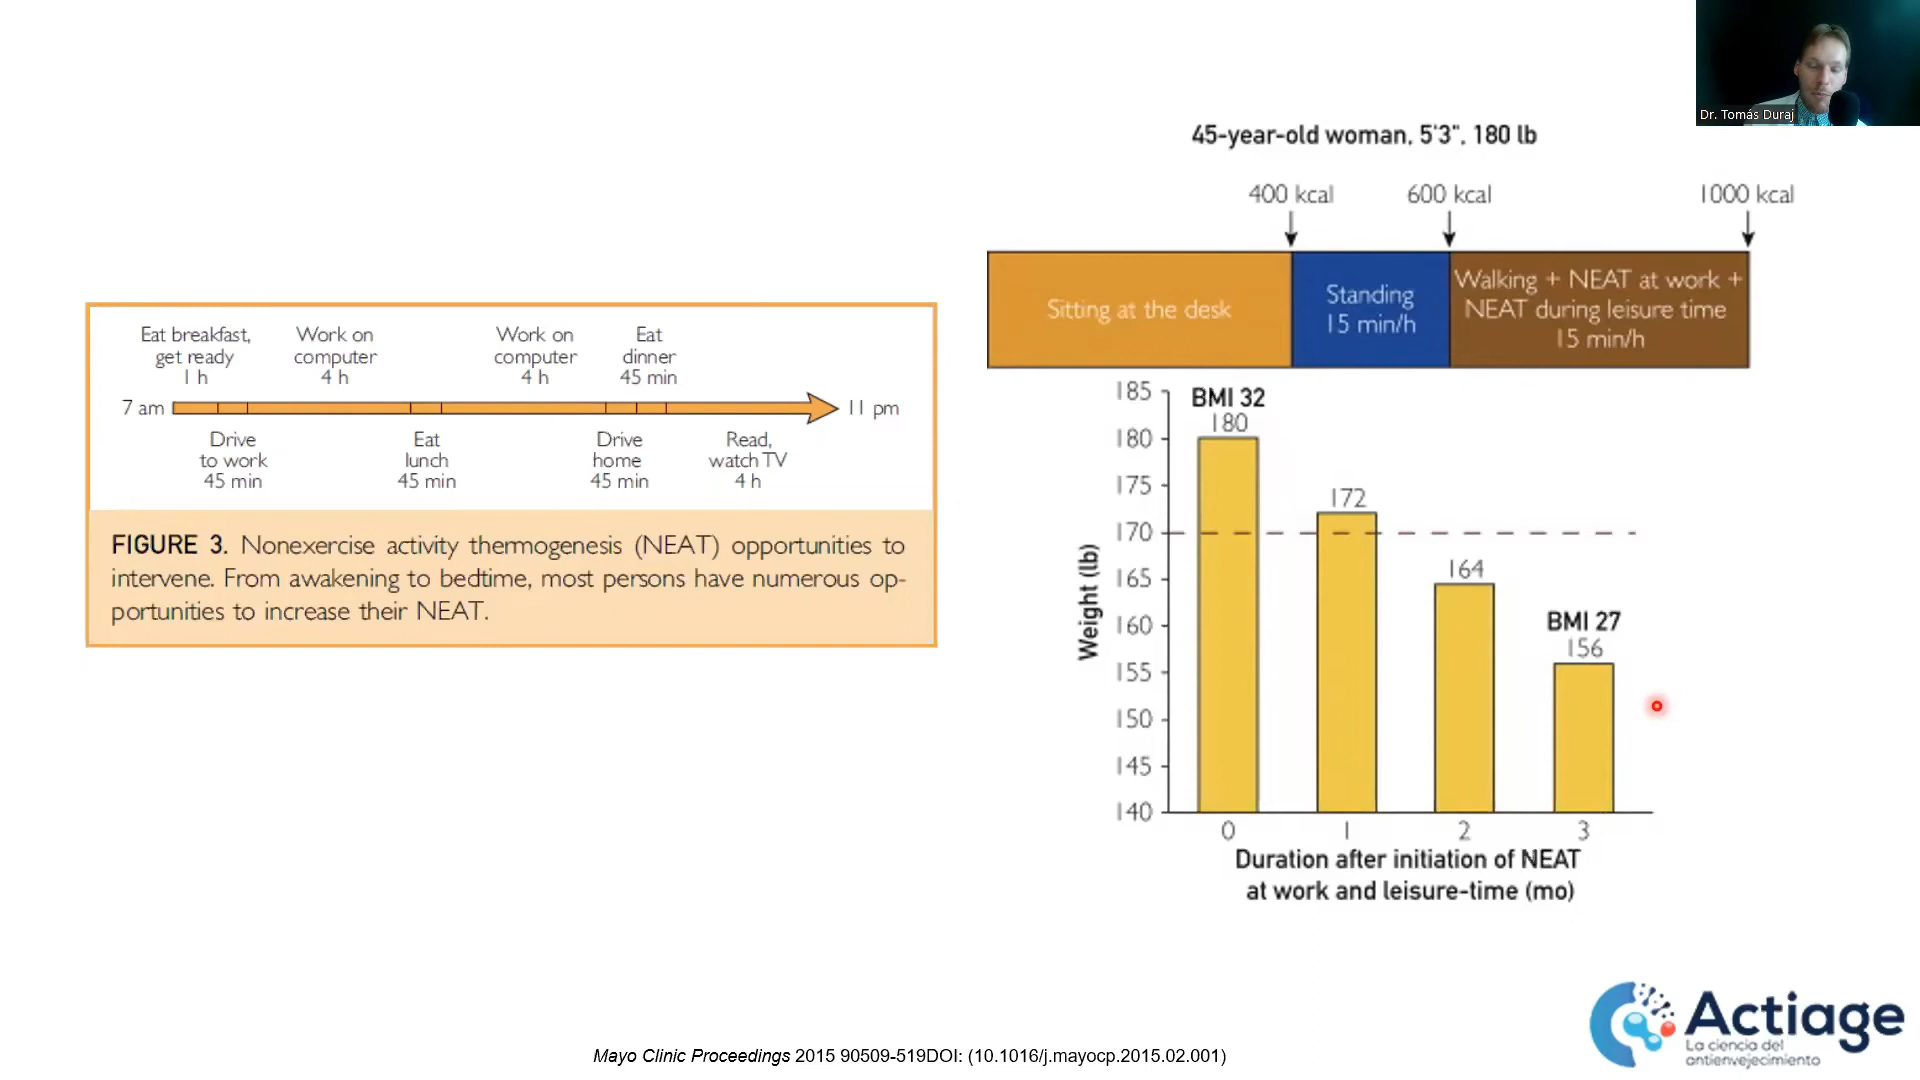 Dr. Tomás Duraj
Eat breakfast,
get ready
1 h
Work on
computer
4 h
Work on
computer
4 h
Eat
dinner
45 min
7 am
11 pm
Drive
to work
45 min
Eat
lunch
45 min
Drive
home
45 min
Read,
watch TV
4 h
FIGURE 3. Nonexercise activity thermogenesis (NEAT) opportunities to
intervene. From awakening to bedtime, most persons have numerous op-
portunities to increase their NEAT.
45-year-old woman, 5'3", 180 lb
400 kcal
600 kcal
1000 kcal
Sitting at the desk
Standing
15 min/h
Walking + NEAT at work +
NEAT during leisure time
15 min/h
Weight (lb)
185
180
175
170
165
160
155
150
145
140
BMI 32
180
172
164
BMI 27
156
0
1
2
3
Duration after initiation of NEAT
at work and leisure-time (mo)
Mayo Clinic Proceedings 2015 90509-519DOI: (10.1016/j.mayocp.2015.02.001)
Actiage
La ciencia del
antienvejecimiento